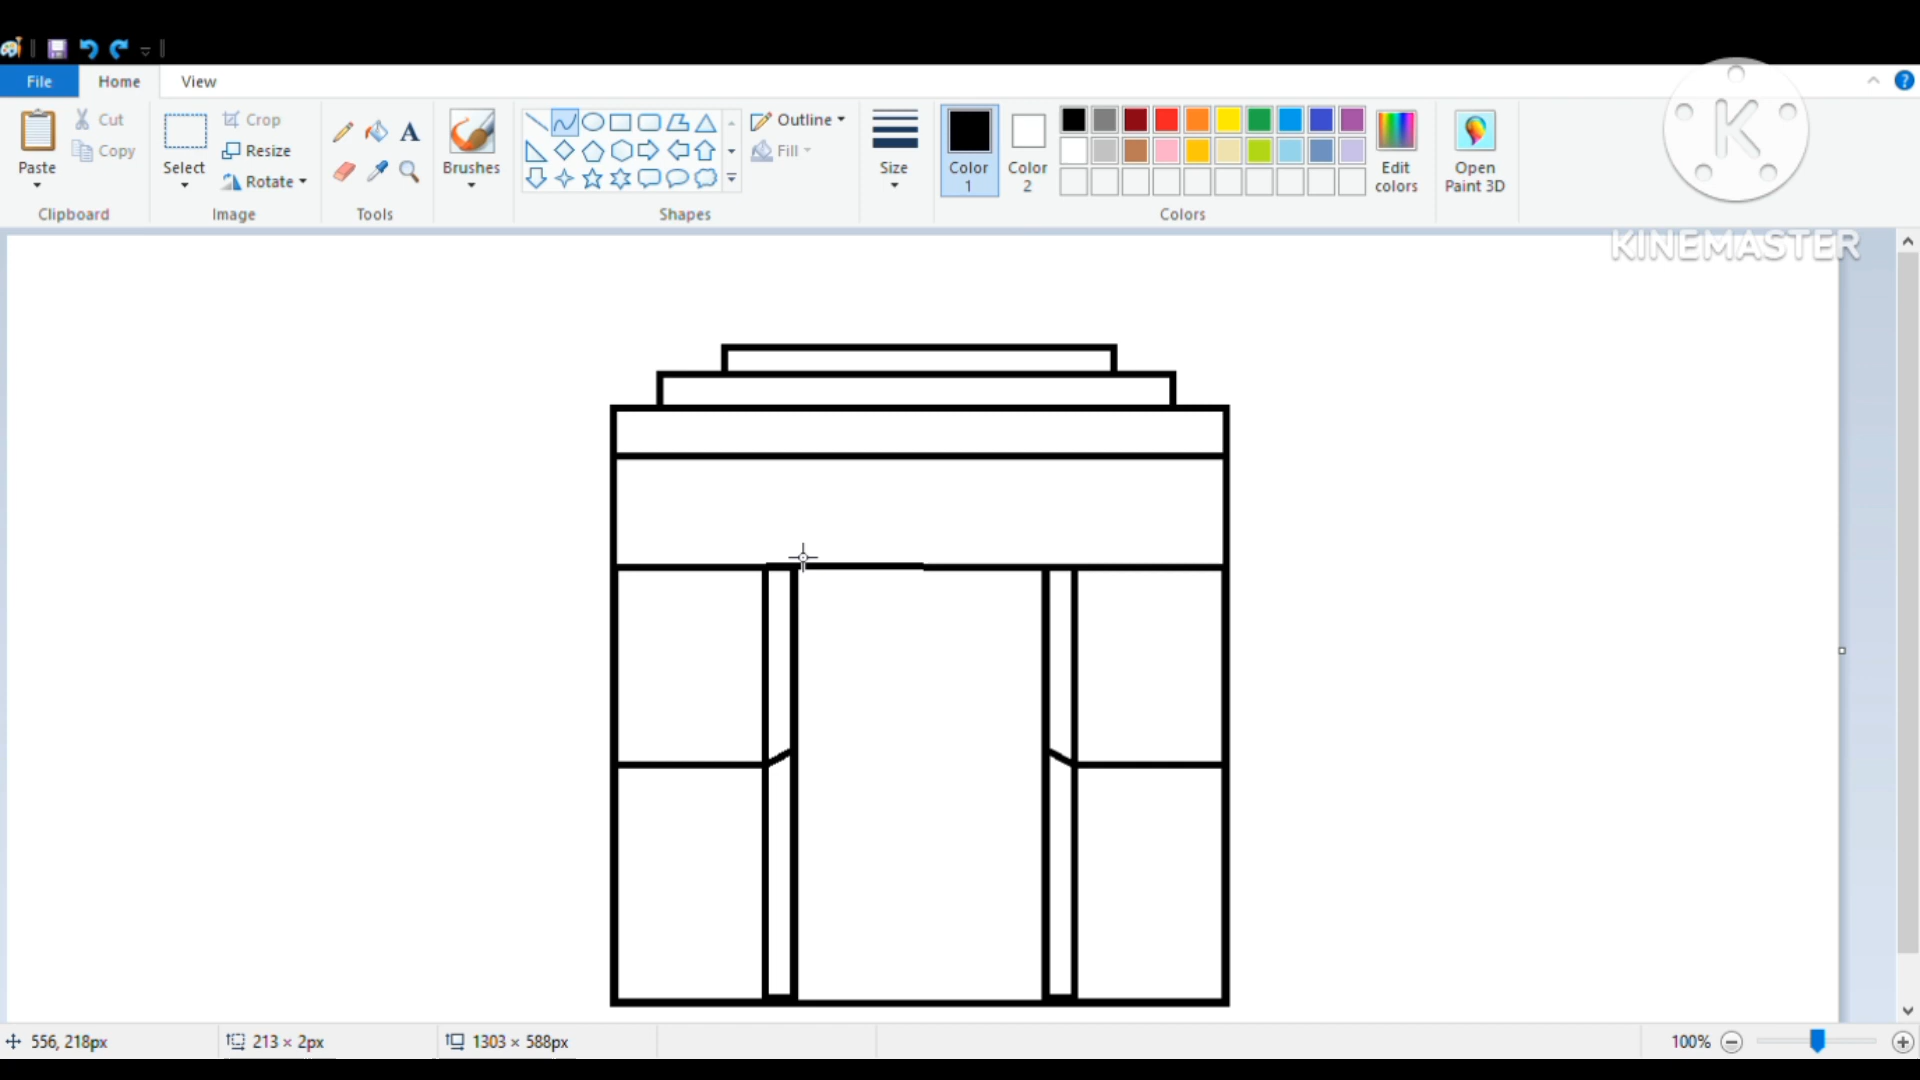 File Home View
Paste
Cut
Copy
Clipboard
Select
Crop
Resize
Rotate
Image
Tools
Brushes
Shapes
Outline
Fill
Size
Color 1
Color 2
Colors
Edit colors
Open Paint 3D
K
KINEMASTER
556, 218px 213 × 2px 1303 × 588px 100%